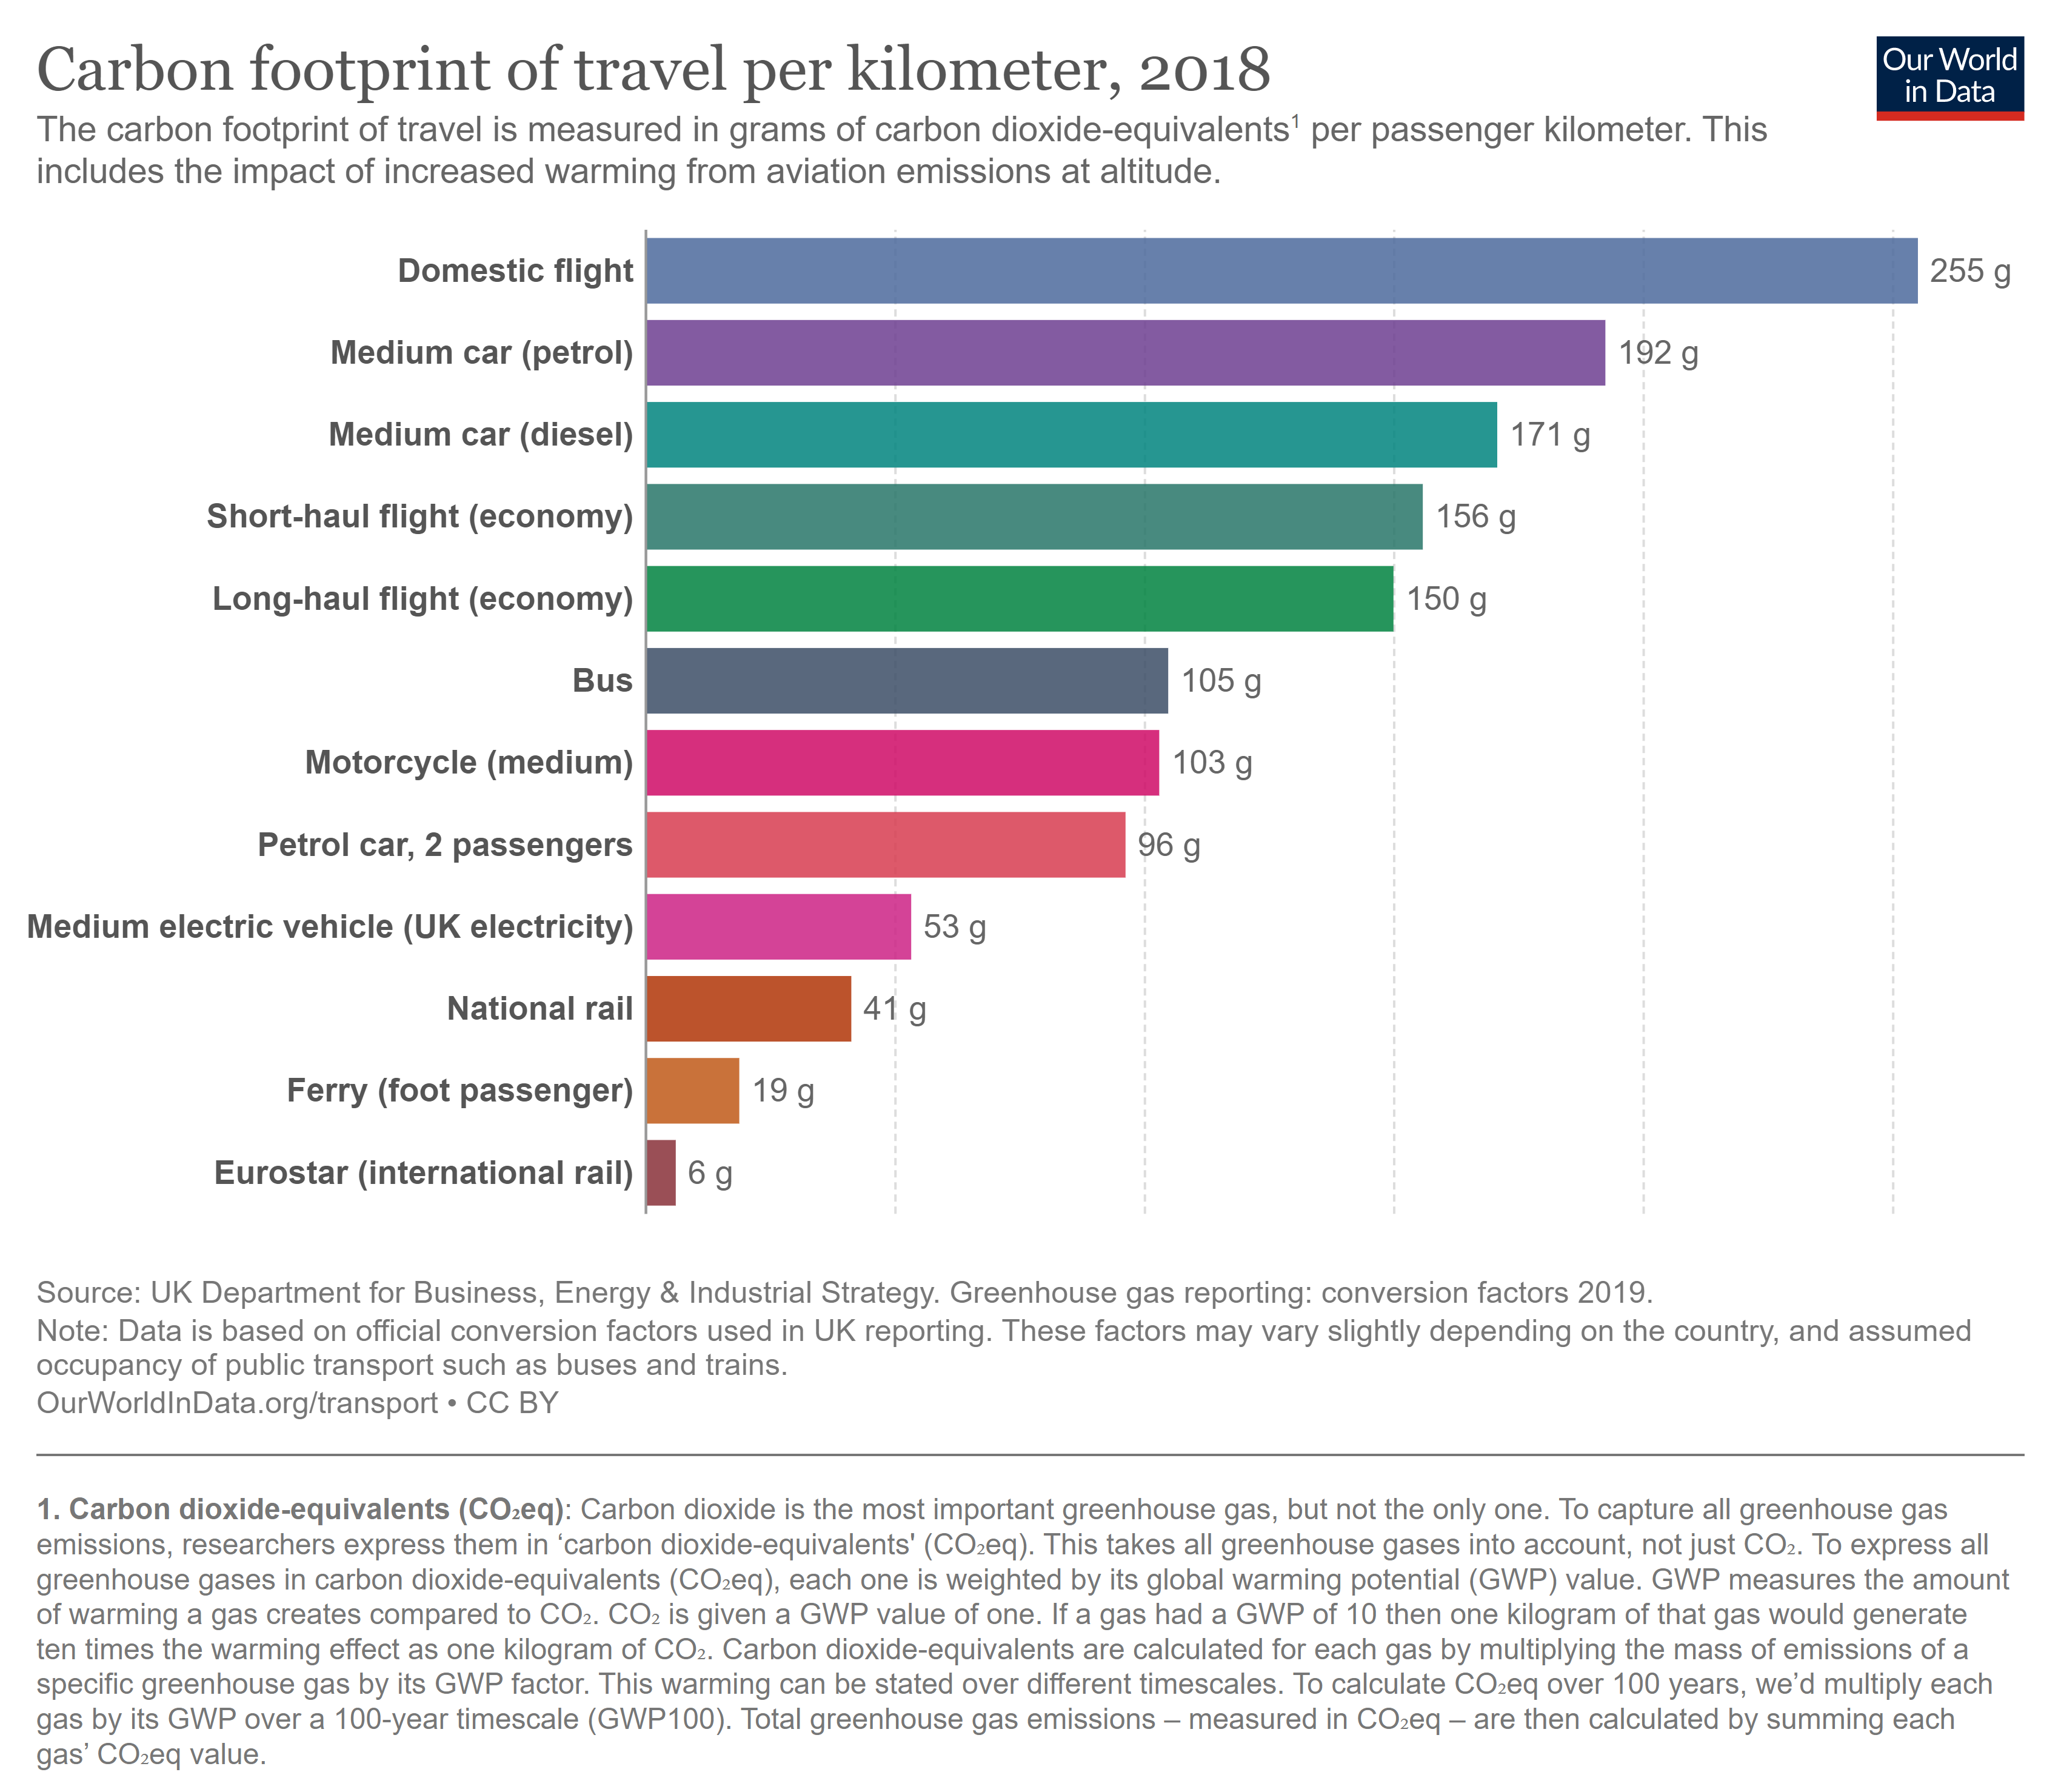 Carbon footprint of travel per kilometer, 2018
Our World
in Data
The carbon footprint of travel is measured in grams of carbon dioxide-equivalents¹ per passenger kilometer. This
includes the impact of increased warming from aviation emissions at altitude.
Domestic flight 255 g
Medium car (petrol) 192 g
Medium car (diesel) 171 g
Short-haul flight (economy) 156 g
Long-haul flight (economy) 150 g
Bus 105 g
Motorcycle (medium) 103 g
Petrol car, 2 passengers 96 g
Medium electric vehicle (UK electricity) 53 g
National rail 41 g
Ferry (foot passenger) 19 g
Eurostar (international rail) 6 g
Source: UK Department for Business, Energy & Industrial Strategy. Greenhouse gas reporting: conversion factors 2019.
Note: Data is based on official conversion factors used in UK reporting. These factors may vary slightly depending on the country, and assumed
occupancy of public transport such as buses and trains.
OurWorldInData.org/transport • CC BY
1. Carbon dioxide-equivalents (CO₂eq): Carbon dioxide is the most important greenhouse gas, but not the only one. To capture all greenhouse gas
emissions, researchers express them in ‘carbon dioxide-equivalents' (CO₂eq). This takes all greenhouse gases into account, not just CO₂. To express all
greenhouse gases in carbon dioxide-equivalents (CO₂eq), each one is weighted by its global warming potential (GWP) value. GWP measures the amount
of warming a gas creates compared to CO₂. CO₂ is given a GWP value of one. If a gas had a GWP of 10 then one kilogram of that gas would generate
ten times the warming effect as one kilogram of CO₂. Carbon dioxide-equivalents are calculated for each gas by multiplying the mass of emissions of a
specific greenhouse gas by its GWP factor. This warming can be stated over different timescales. To calculate CO₂eq over 100 years, we’d multiply each
gas by its GWP over a 100-year timescale (GWP100). Total greenhouse gas emissions – measured in CO₂eq – are then calculated by summing each
gas’ CO₂eq value.